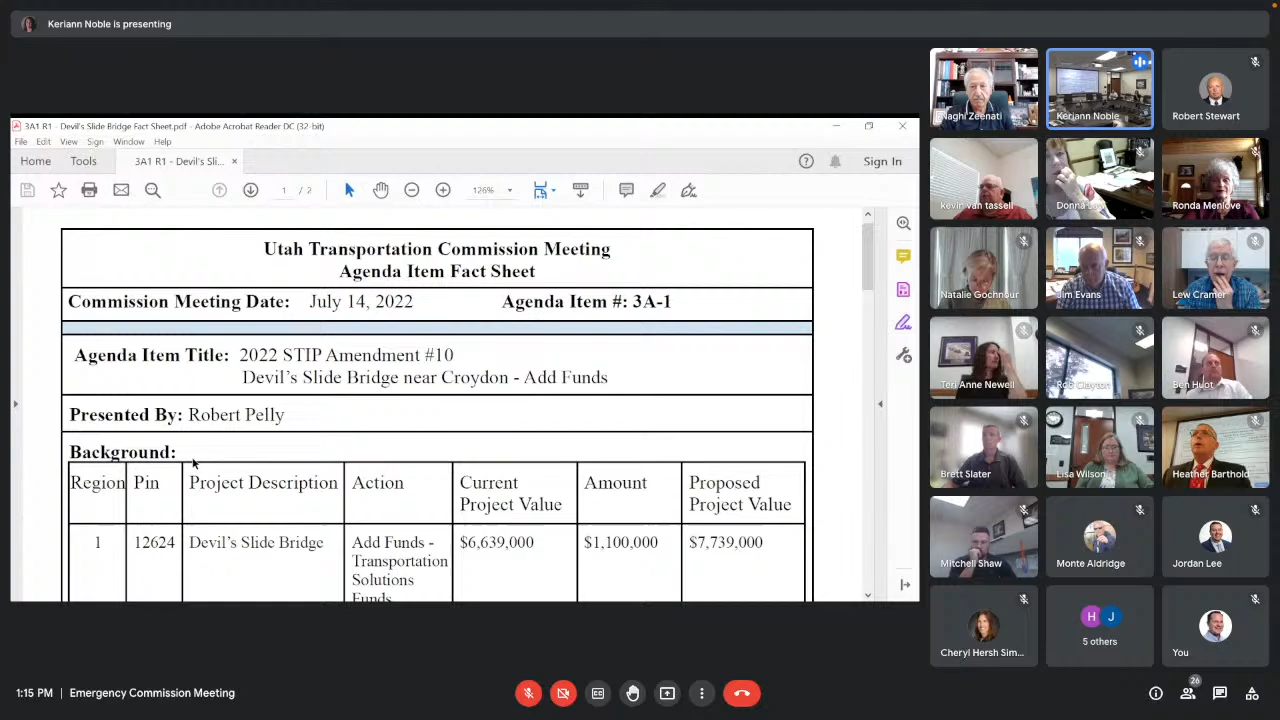 Keriann Noble is presenting
3A1 R1 - Devil's Slide Bridge Fact Sheet.pdf - Adobe Acrobat Reader DC (32-bit)
File Edit View Sign Window Help
Home Tools 3A1 R1 - Devil's Sli... Sign In
1 / 2 126%
Utah Transportation Commission Meeting
Agenda Item Fact Sheet
Commission Meeting Date: July 14, 2022 Agenda Item #: 3A-1
Agenda Item Title: 2022 STIP Amendment #10
Devil's Slide Bridge near Croydon - Add Funds
Presented By: Robert Pelly
Background:
Region Pin Project Description Action Current Project Value Amount Proposed Project Value
1 12624 Devil's Slide Bridge Add Funds - $6,639,000 $1,100,000 $7,739,000
Transportation
Solutions
Funds
Naghi Zeenati Keriann Noble Robert Stewart
kevin van tassell Donna Law Ronda Menlove
Natalie Gochnour Jim Evans Lew Cramer
Teri Anne Newell Rob Clayton Ben Huot
Brett Slater Lisa Wilson Heather Barthold
Mitchell Shaw Monte Aldridge Jordan Lee
H J
Cheryl Hersh Sim... 5 others You
1:15 PM | Emergency Commission Meeting
26